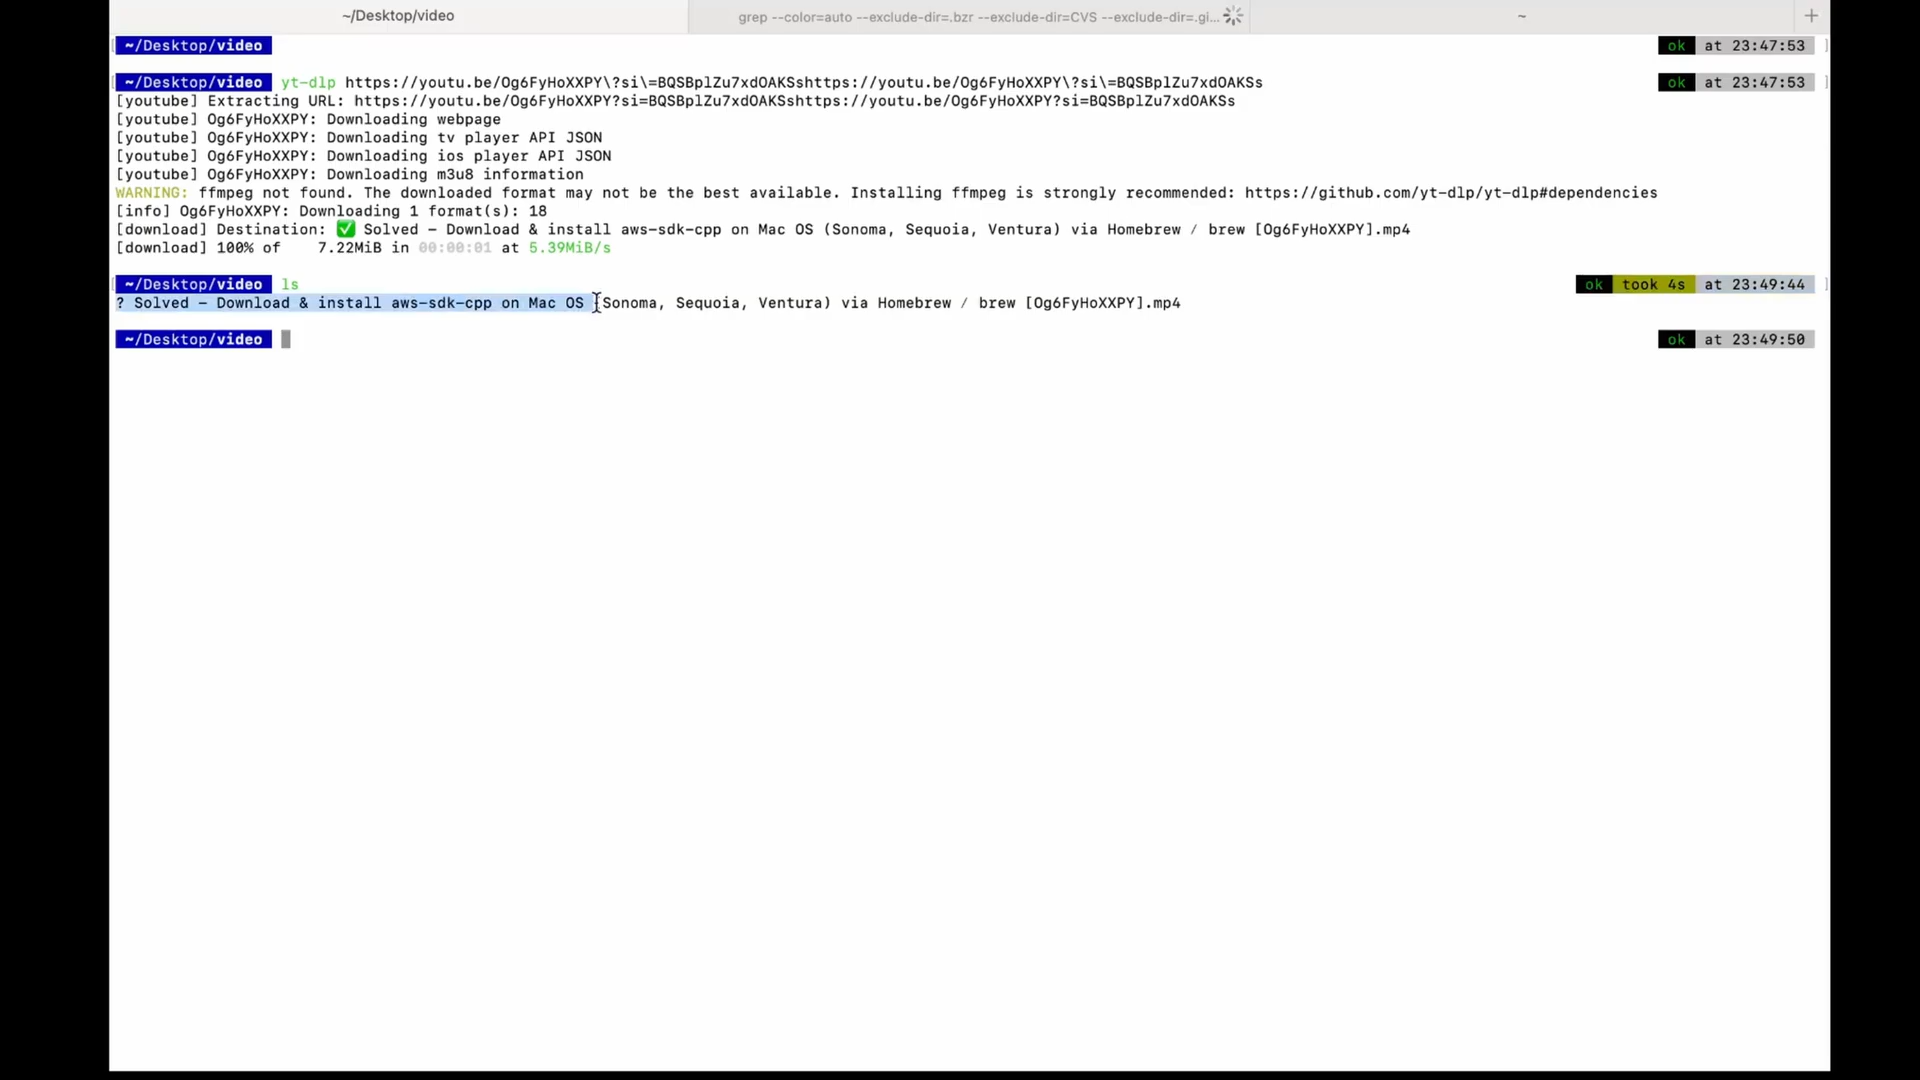 ~/Desktop/video grep --color=auto --exclude-dir=.bzr --exclude-dir=CVS --exclude-dir=.gi... ~ +
~/Desktop/video ok at 23:47:53
~/Desktop/video yt-dlp https://youtu.be/Og6FyHoXXPY\?si\=BQSBplZu7xdOAKSshttps://youtu.be/Og6FyHoXXPY\?si\=BQSBplZu7xdOAKSs ok at 23:47:53
[youtube] Extracting URL: https://youtu.be/Og6FyHoXXPY?si=BQSBplZu7xdOAKSshttps://youtu.be/Og6FyHoXXPY?si=BQSBplZu7xdOAKSs
[youtube] Og6FyHoXXPY: Downloading webpage
[youtube] Og6FyHoXXPY: Downloading tv player API JSON
[youtube] Og6FyHoXXPY: Downloading ios player API JSON
[youtube] Og6FyHoXXPY: Downloading m3u8 information
WARNING: ffmpeg not found. The downloaded format may not be the best available. Installing ffmpeg is strongly recommended: https://github.com/yt-dlp/yt-dlp#dependencies
[info] Og6FyHoXXPY: Downloading 1 format(s): 18
[download] Destination: ✅ Solved - Download & install aws-sdk-cpp on Mac OS (Sonoma, Sequoia, Ventura) via Homebrew / brew [Og6FyHoXXPY].mp4
[download] 100% of 7.22MiB in 00:00:01 at 5.39MiB/s
~/Desktop/video ls ok took 4s at 23:49:44
? Solved - Download & install aws-sdk-cpp on Mac OS (Sonoma, Sequoia, Ventura) via Homebrew / brew [Og6FyHoXXPY].mp4
~/Desktop/video ok at 23:49:50